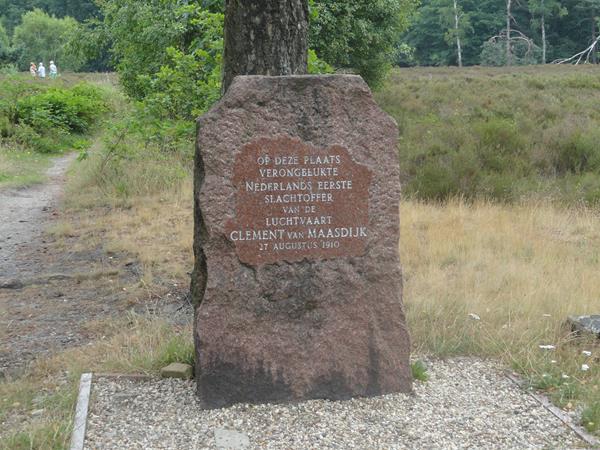 OP DEZE PLAATS
VERONGELUKTE
NEDERLANDS EERSTE
SLACHTOFFER
VAN DE
LUCHTVAART
CLEMENT VAN MAASDIJK
27 AUGUSTUS 1910